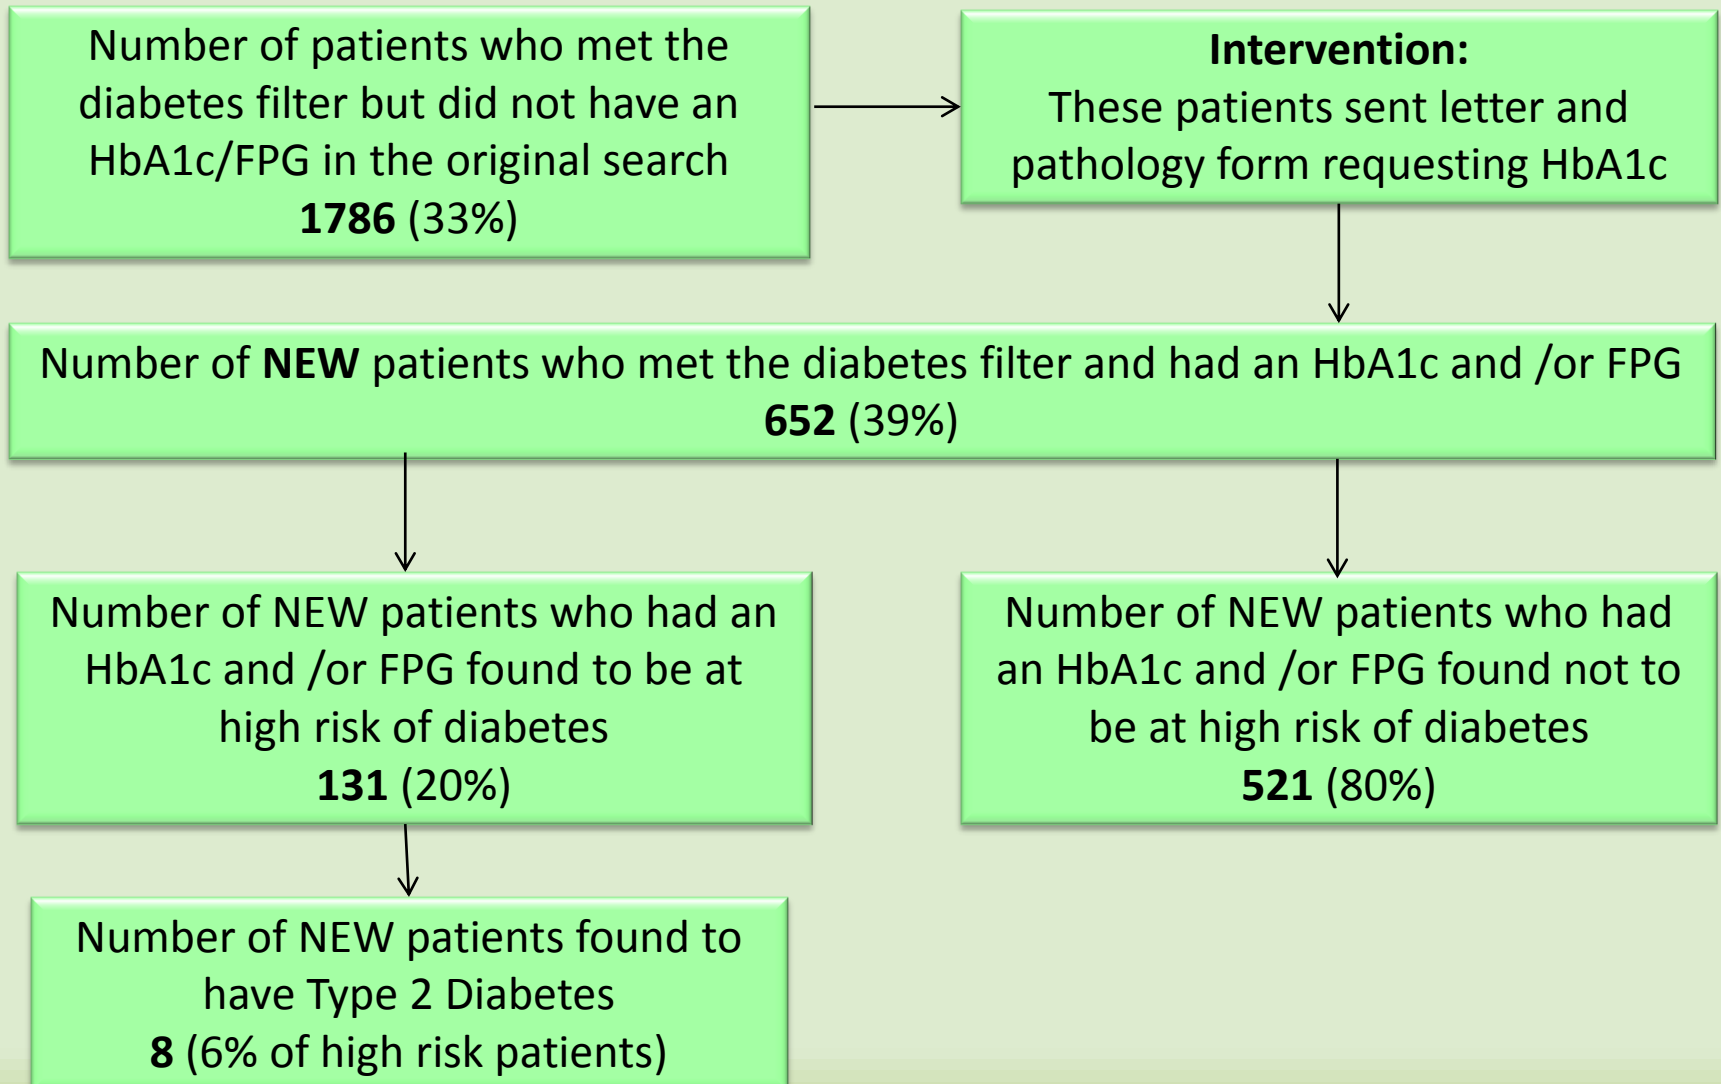 Number of patients who met the
diabetes filter but did not have an
HbA1c/FPG in the original search
1786 (33%)
Intervention:
These patients sent letter and
pathology form requesting HbA1c
Number of NEW patients who met the diabetes filter and had an HbA1c and /or FPG
652 (39%)
Number of NEW patients who had an
HbA1c and /or FPG found to be at
high risk of diabetes
131 (20%)
Number of NEW patients who had
an HbA1c and /or FPG found not to
be at high risk of diabetes
521 (80%)
Number of NEW patients found to
have Type 2 Diabetes
8 (6% of high risk patients)